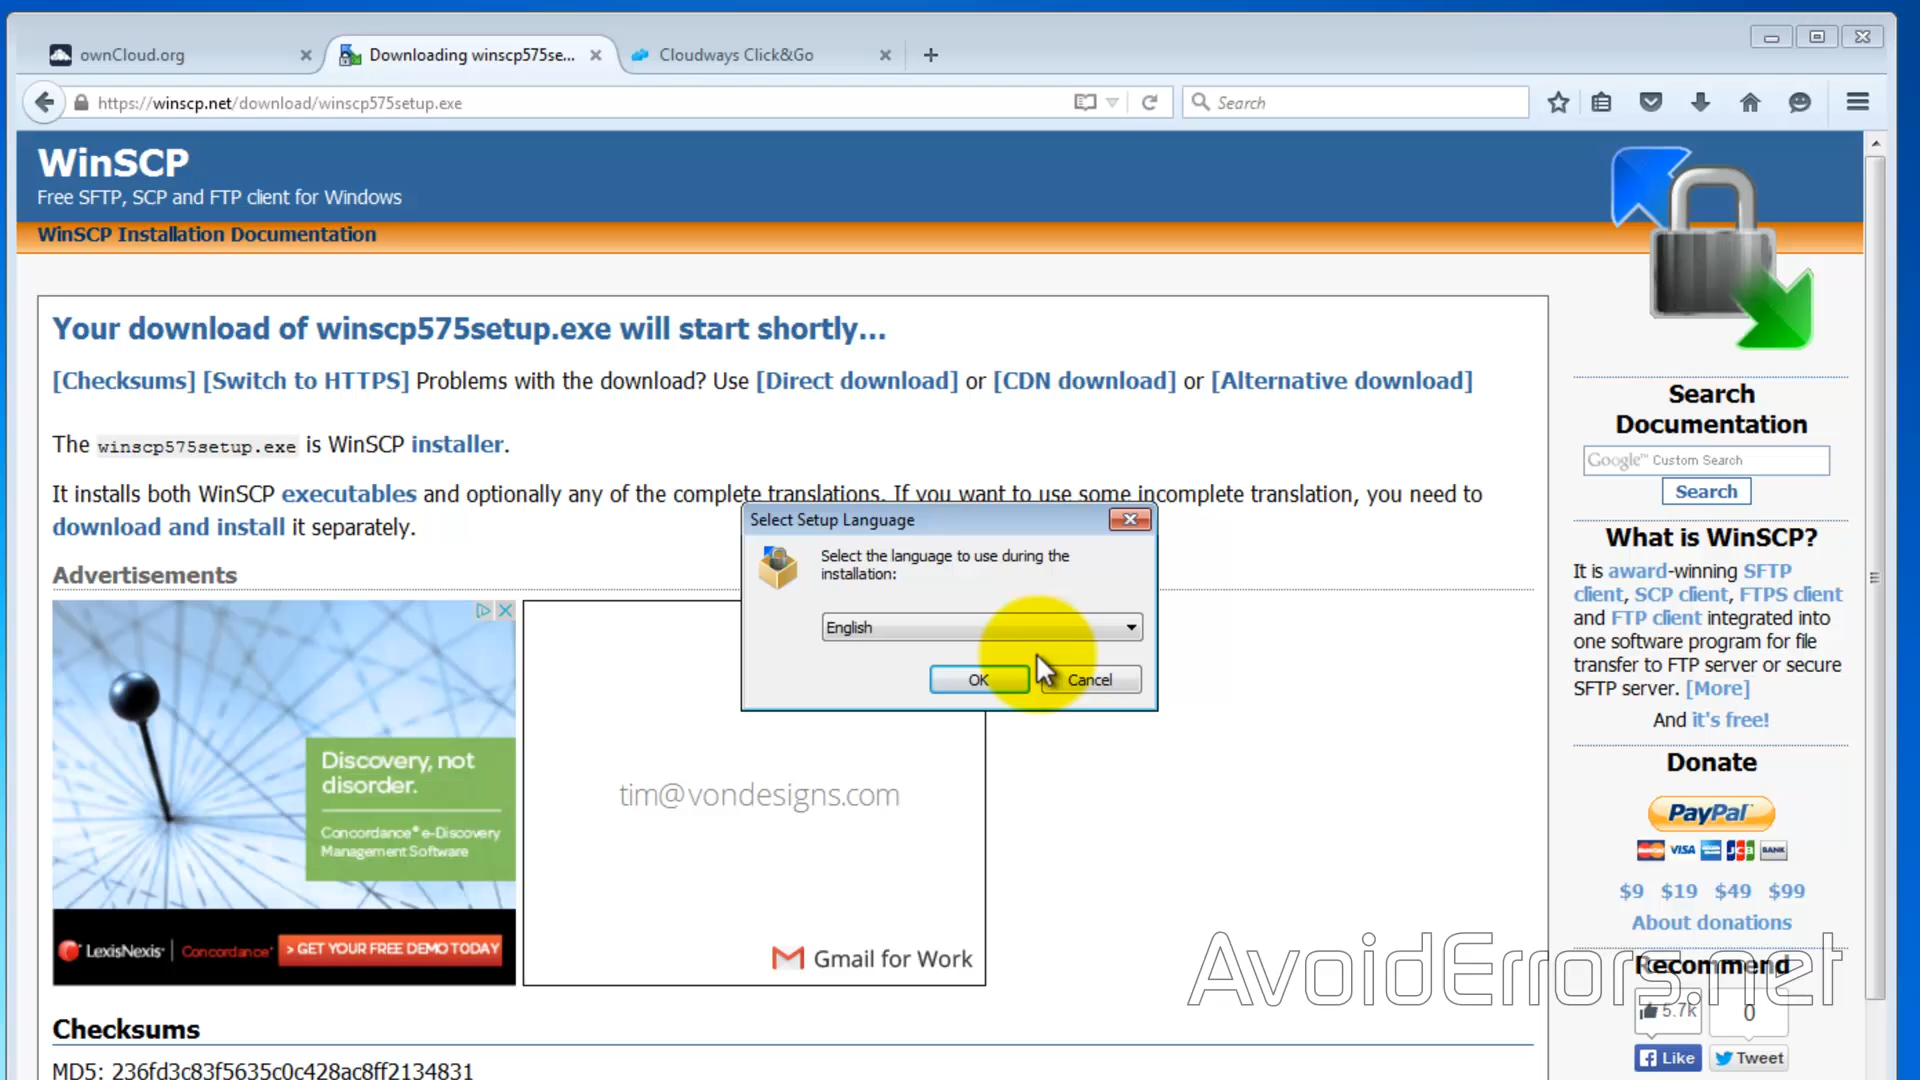 ownCloud.org
Downloading winscp575se...
Cloudways Click&Go
https://winscp.net/download/winscp575setup.exe
Search
WinSCP
Free SFTP, SCP and FTP client for Windows
WinSCP Installation Documentation
Your download of winscp575setup.exe will start shortly...
[Checksums] [Switch to HTTPS] Problems with the download? Use [Direct download] or [CDN download] or [Alternative download]
The winscp575setup.exe is WinSCP installer.
It installs both WinSCP executables and optionally any of the complete translations. If you want to use some incomplete translation, you need to
download and install it separately.
Advertisements
Select Setup Language
Select the language to use during the
installation:
English
OK
Cancel
Discovery, not
disorder.
Concordance® e-Discovery
Management Software
LexisNexis® | Concordance®
> GET YOUR FREE DEMO TODAY
tim@vondesigns.com
Gmail for Work
Checksums
MD5: 236fd3c83f5635c0c428ac8ff2134831
Search
Documentation
Google™ Custom Search
Search
What is WinSCP?
It is award-winning SFTP
client, SCP client, FTPS client
and FTP client integrated into
one software program for file
transfer to FTP server or secure
SFTP server. [More]
And it's free!
Donate
PayPal
VISA
JCB
BANK
$9 $19 $49 $99
About donations
Recommend
5.7k
0
Like
Tweet
AvoidErrors.net